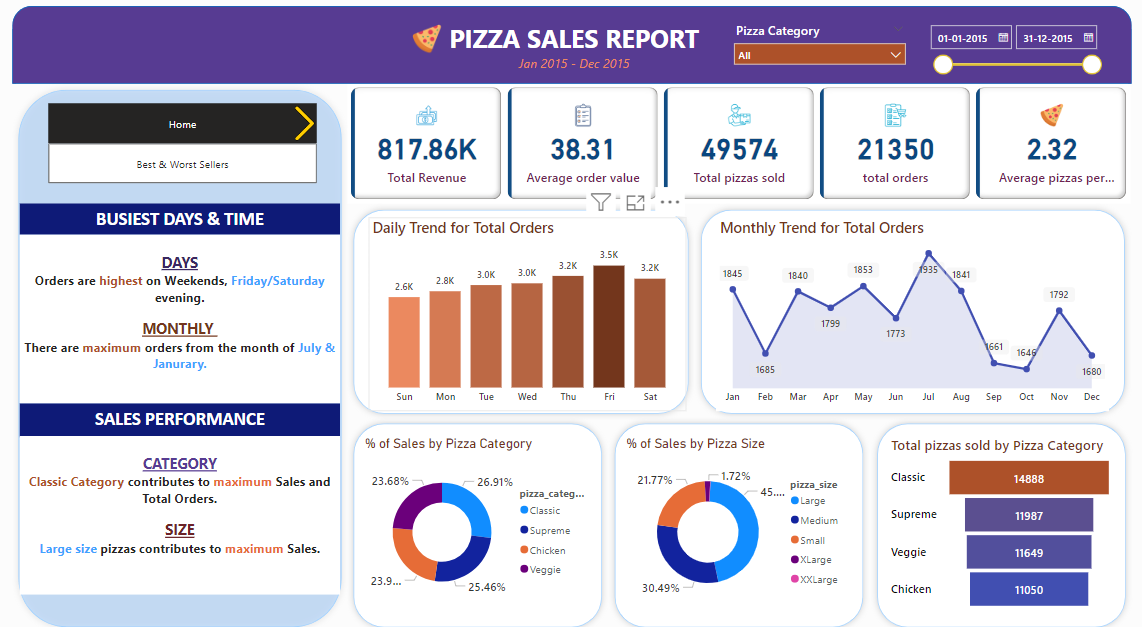 PIZZA SALES REPORT
Jan 2015 - Dec 2015
Pizza Category
All
01-01-2015
31-12-2015
Home
Best & Worst Sellers
BUSIEST DAYS & TIME
DAYS
Orders are highest on Weekends, Friday/Saturday
evening.
MONTHLY
There are maximum orders from the month of July &
Janurary.
SALES PERFORMANCE
CATEGORY
Classic Category contributes to maximum Sales and
Total Orders.
SIZE
Large size pizzas contributes to maximum Sales.
817.86K
Total Revenue
38.31
Average order value
49574
Total pizzas sold
21350
total orders
2.32
Average pizzas per...
Daily Trend for Total Orders
2.6K
2.8K
3.0K
3.0K
3.2K
3.5K
3.2K
Sun
Mon
Tue
Wed
Thu
Fri
Sat
Monthly Trend for Total Orders
1845
1685
1840
1799
1853
1773
1935
1841
1661
1646
1792
1680
Jan
Feb
Mar
Apr
May
Jun
Jul
Aug
Sep
Oct
Nov
Dec
% of Sales by Pizza Category
23.68%
26.91%
23.9...
25.46%
pizza_categ...
Classic
Supreme
Chicken
Veggie
% of Sales by Pizza Size
21.77%
1.72%
45....
30.49%
pizza_size
Large
Medium
Small
XLarge
XXLarge
Total pizzas sold by Pizza Category
Classic
14888
Supreme
11987
Veggie
11649
Chicken
11050